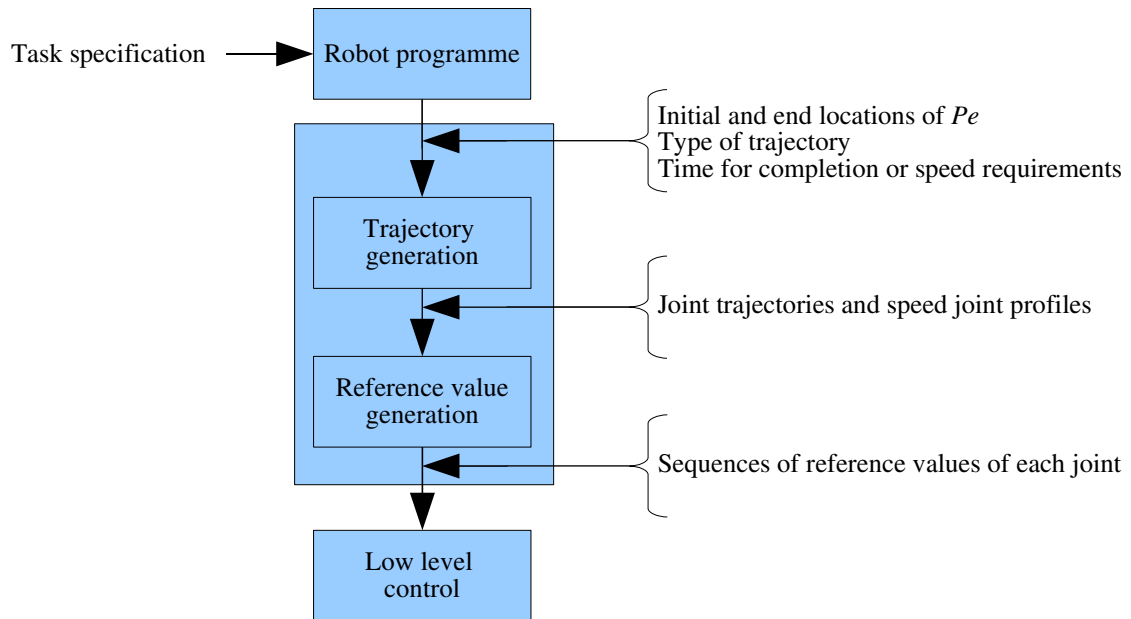 Task specification
Robot programme
Initial and end locations of Pe
Type of trajectory
Time for completion or speed requirements
Trajectory
generation
Joint trajectories and speed joint profiles
Reference value
generation
Sequences of reference values of each joint
Low level
control